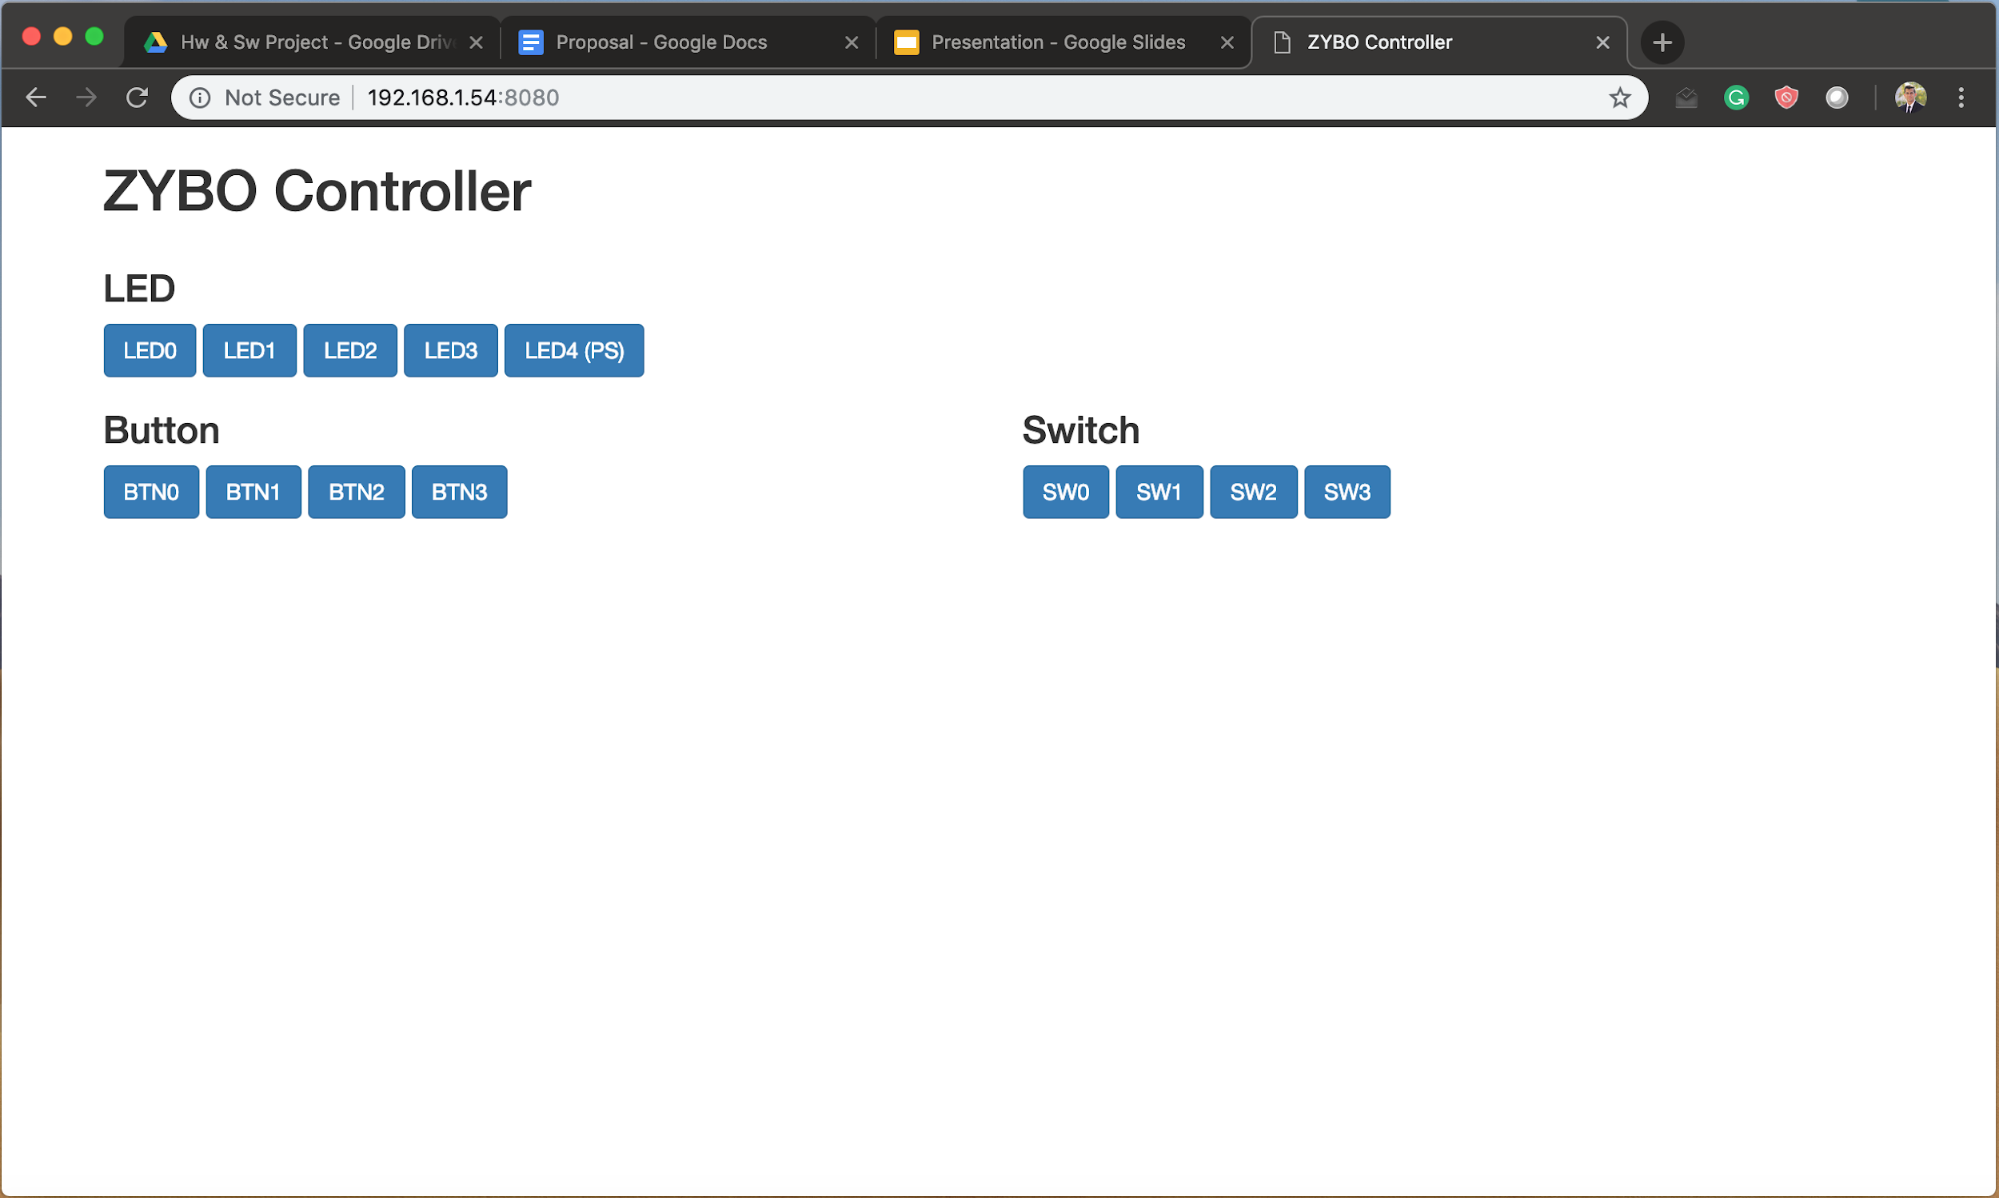 Hw & Sw Project - Google Drive
Proposal - Google Docs
Presentation - Google Slides
ZYBO Controller
Not Secure
192.168.1.54:8080
ZYBO Controller
LED
LED0 LED1 LED2 LED3 LED4 (PS)
Button
BTN0 BTN1 BTN2 BTN3
Switch
SW0 SW1 SW2 SW3